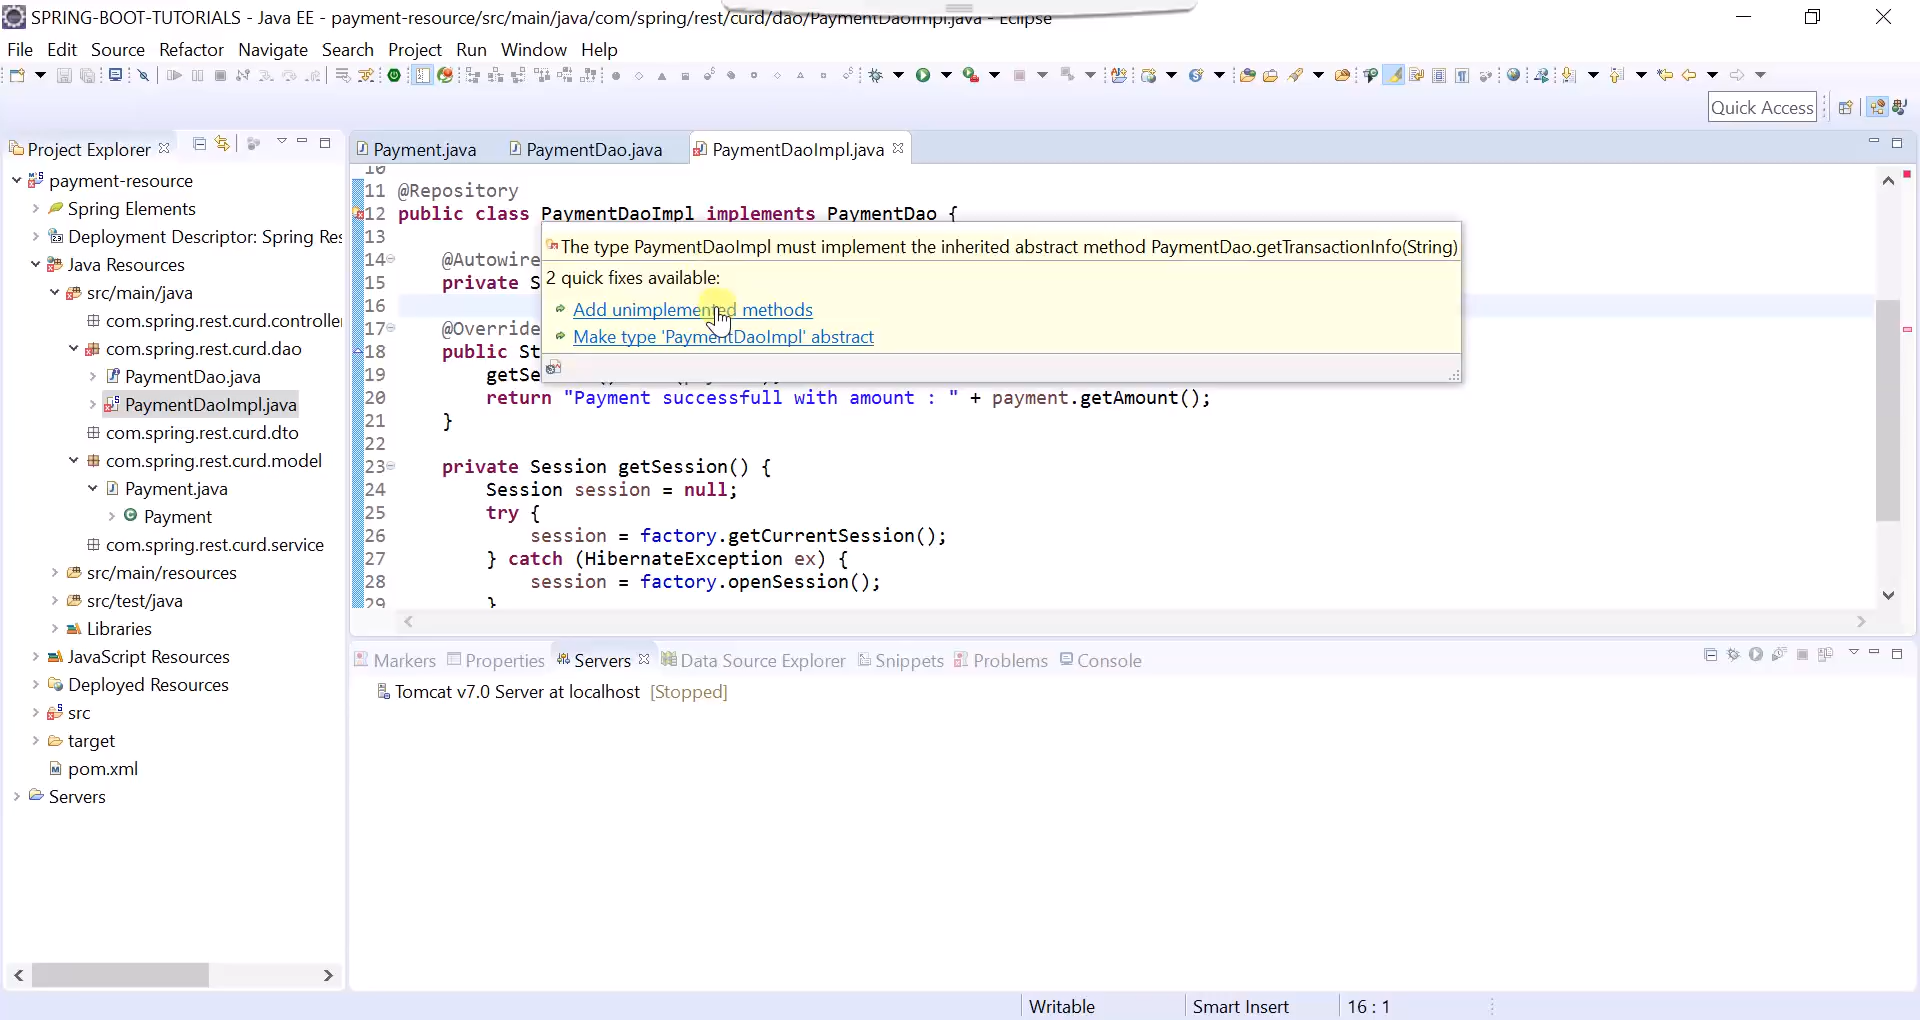 SPRING-BOOT-TUTORIALS - Java EE - payment-resource/src/main/java/com/spring/rest/curd/dao/PaymentDaoImpl.java - Eclipse
File Edit Source Refactor Navigate Search Project Run Window Help
Quick Access
Project Explorer
payment-resource
Spring Elements
Deployment Descriptor: Spring Res
Java Resources
src/main/java
com.spring.rest.curd.controller
com.spring.rest.curd.dao
PaymentDao.java
PaymentDaoImpl.java
com.spring.rest.curd.dto
com.spring.rest.curd.model
Payment.java
Payment
com.spring.rest.curd.service
src/main/resources
src/test/java
Libraries
JavaScript Resources
Deployed Resources
src
target
pom.xml
Servers
Payment.java PaymentDao.java PaymentDaoImpl.java
10
11 @Repository
12 public class PaymentDaoImpl implements PaymentDao {
13
14 @Autowire
15 private S
16
17 @Override
18 public St
19 getSe
20 return "Payment successfull with amount : " + payment.getAmount();
21 }
22
23 private Session getSession() {
24 Session session = null;
25 try {
26 session = factory.getCurrentSession();
27 } catch (HibernateException ex) {
28 session = factory.openSession();
29 }
The type PaymentDaoImpl must implement the inherited abstract method PaymentDao.getTransactionInfo(String)
2 quick fixes available:
Add unimplemented methods
Make type 'PaymentDaoImpl' abstract
Markers Properties Servers Data Source Explorer Snippets Problems Console
Tomcat v7.0 Server at localhost [Stopped]
Writable Smart Insert 16 : 1